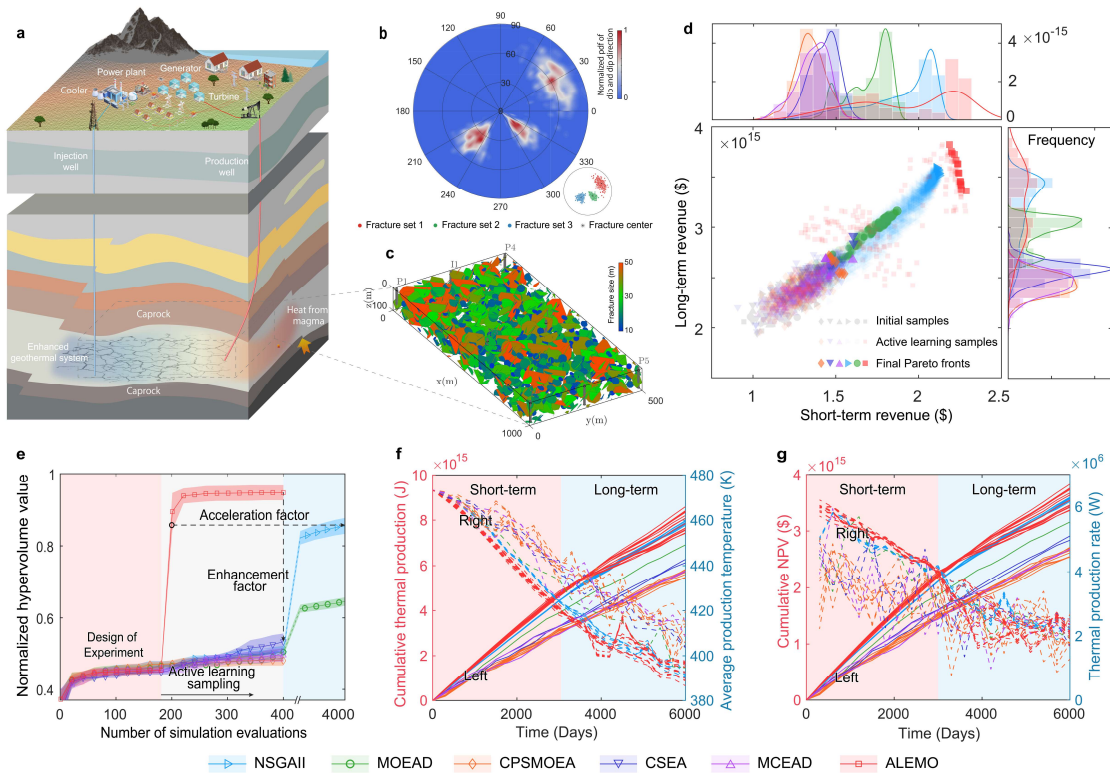 a
Power plant
Generator
Cooler
Turbine
Injection
well
Production
well
Caprock
Heat from
magma
Enhanced
geothermal system
Caprock
b
90
120
60
150
30
180
0
210
330
240
300
270
90
60
30
0
Normalized pdf of
dip and dip direction
1
0
Fracture set 1
Fracture set 2
Fracture set 3
Fracture center
c
P4
I1
P1
P5
z(m)
0
100
0
x(m)
1000
0
y(m)
500
Fracture size (m)
50
30
10
d
4 ×10⁻¹⁵
2
0
×10¹⁵
4
3
2
Long-term revenue ($)
Initial samples
Active learning samples
Final Pareto fronts
1
1.5
2
2.5
Short-term revenue ($)
Frequency
e
Normalized hypervolume value
1
0.8
0.6
0.4
Acceleration factor
Enhancement
factor
Design of
Experiment
Active learning
sampling
0
100
200
300
400
4000
Number of simulation evaluations
f
×10¹⁵
Cumulative thermal production (J)
10
8
6
4
2
0
Short-term
Long-term
Right
Left
480
460
440
420
400
380
Average production temperature (K)
0
2000
4000
6000
Time (Days)
g
×10¹⁵
Cumulative NPV ($)
4
3
2
1
0
Short-term
Long-term
Right
Left
×10⁶
6
4
2
0
Thermal production rate (W)
0
2000
4000
6000
Time (Days)
NSGAII
MOEAD
CPSMOEA
CSEA
MCEAD
ALEMO